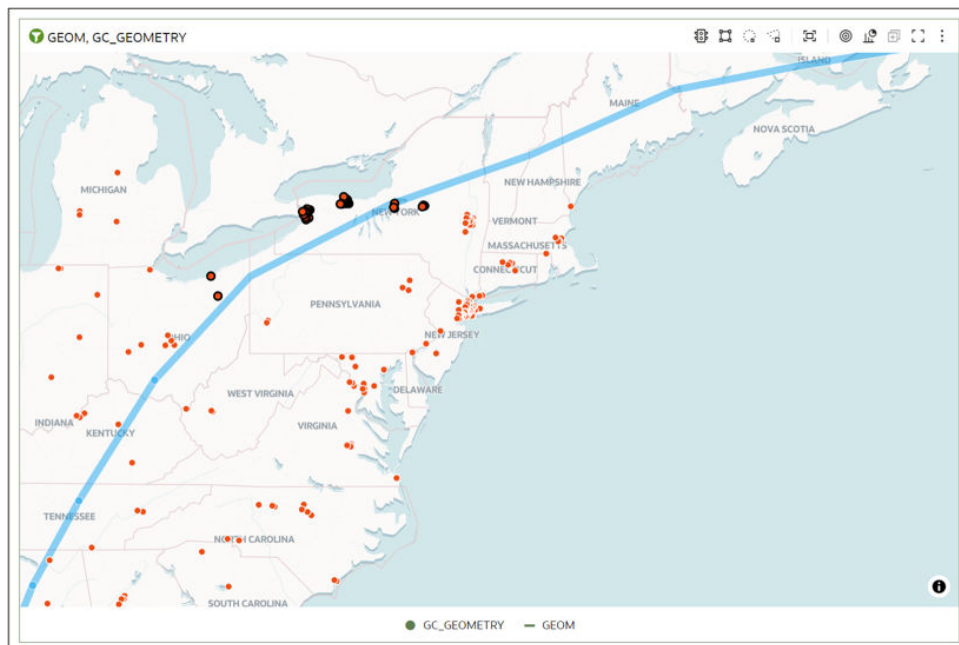 GEOM, GC_GEOMETRY
ISLAND
MAINE
NOVA SCOTIA
MICHIGAN
NEW HAMPSHIRE
NEW YORK
VERMONT
MASSACHUSETTS
CONNECTICUT
PENNSYLVANIA
OHIO
NEW JERSEY
WEST VIRGINIA
DELAWARE
INDIANA
VIRGINIA
KENTUCKY
TENNESSEE
NORTH CAROLINA
SOUTH CAROLINA
GC_GEOMETRY GEOM